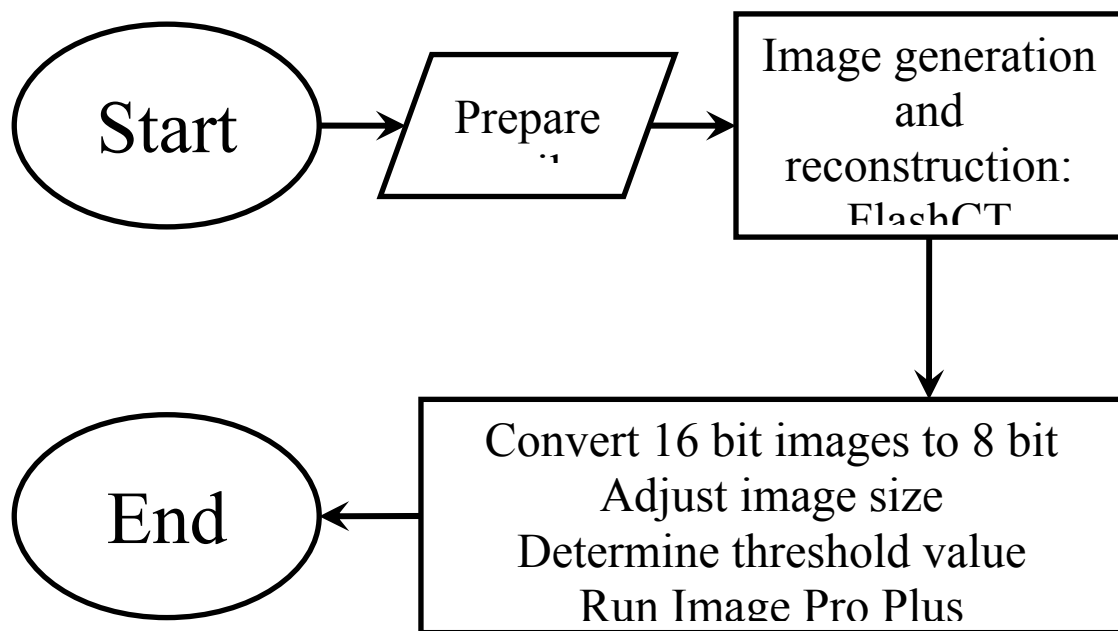 Start
Prepare
Image generation
and
reconstruction:
FlashCT
Convert 16 bit images to 8 bit
Adjust image size
Determine threshold value
Run Image Pro Plus
End